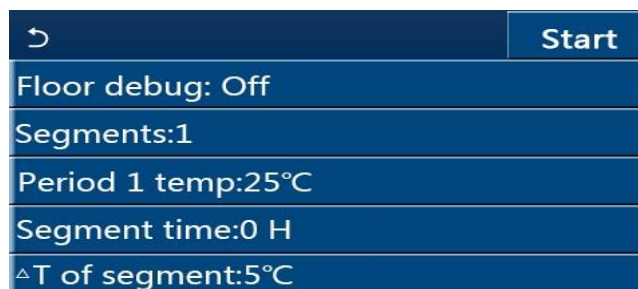 Start
Floor debug: Off
Segments:1
Period 1 temp:25℃
Segment time:0 H
△T of segment:5℃